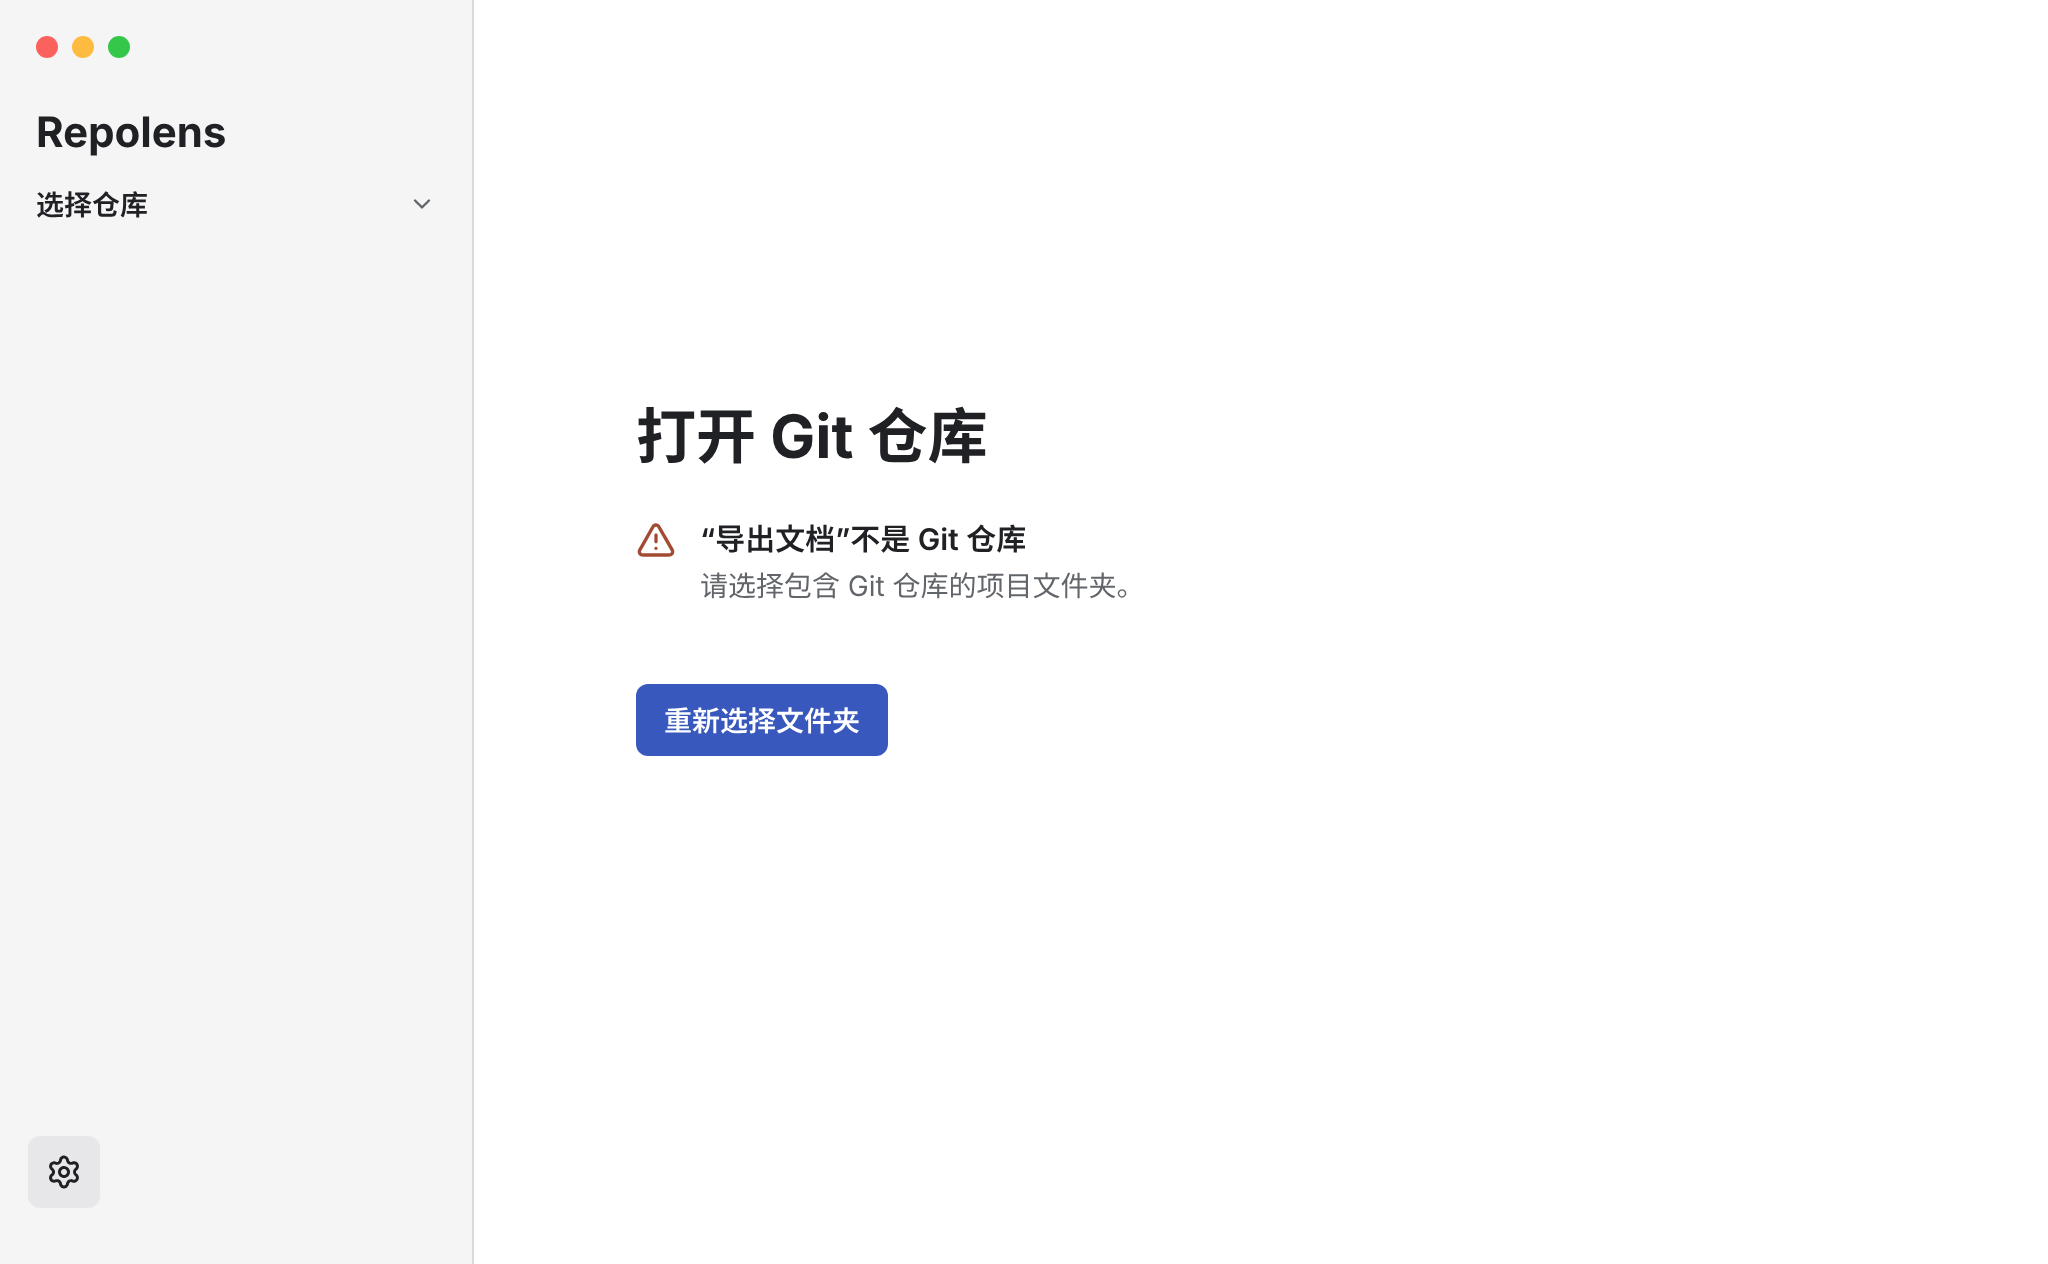 Repolens
选择仓库
打开 Git 仓库
“导出文档”不是 Git 仓库
请选择包含 Git 仓库的项目文件夹。
重新选择文件夹